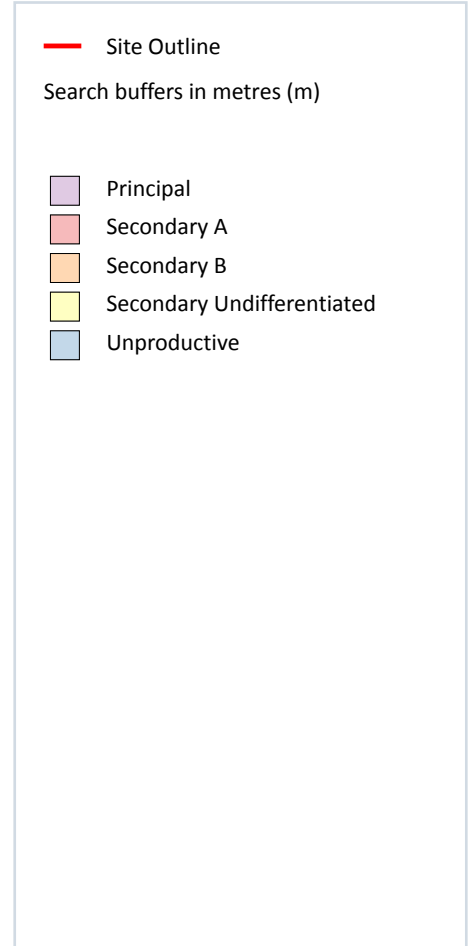 Site Outline
Search buffers in metres (m)
Principal
Secondary A
Secondary B
Secondary Undifferentiated
Unproductive